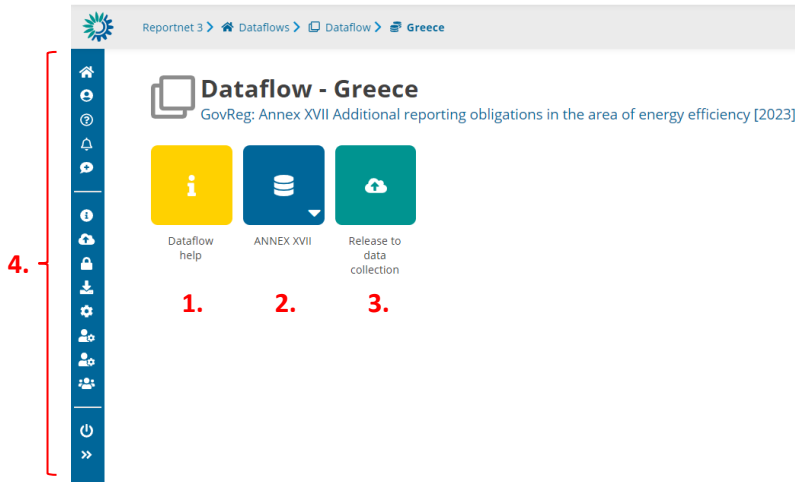 Reportnet 3 Dataflows Dataflow Greece
Dataflow - Greece
GovReg: Annex XVII Additional reporting obligations in the area of energy efficiency [2023]
Dataflow help
ANNEX XVII
Release to data collection
4.
1. 2. 3.